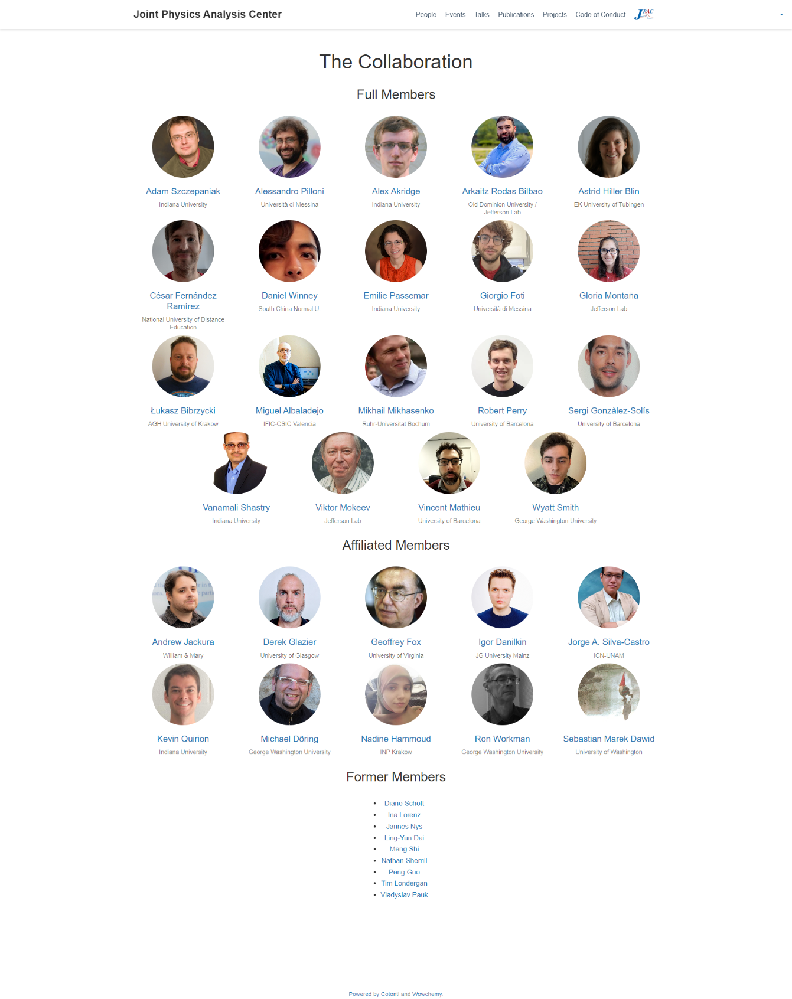 Joint Physics Analysis Center
People Events Talks Publications Projects Code of Conduct JPAC
The Collaboration
Full Members
Adam Szczepaniak
Indiana University
Alessandro Pilloni
Università di Messina
Alex Akridge
Indiana University
Arkaitz Rodas Bilbao
Old Dominion University /
Jefferson Lab
Astrid Hiller Blin
EK University of Tübingen
César Fernández
Ramírez
National University of Distance
Education
Daniel Winney
South China Normal U.
Emilie Passemar
Indiana University
Giorgio Foti
Università di Messina
Gloria Montaña
Jefferson Lab
Łukasz Bibrzycki
AGH University of Krakow
Miguel Albaladejo
IFIC-CSIC Valencia
Mikhail Mikhasenko
Ruhr-Universität Bochum
Robert Perry
University of Barcelona
Sergi Gonzàlez-Solís
University of Barcelona
Vanamali Shastry
Indiana University
Viktor Mokeev
Jefferson Lab
Vincent Mathieu
University of Barcelona
Wyatt Smith
George Washington University
Affiliated Members
Andrew Jackura
William & Mary
Derek Glazier
University of Glasgow
Geoffrey Fox
University of Virginia
Igor Danilkin
JG University Mainz
Jorge A. Silva-Castro
ICN-UNAM
Kevin Quirion
Indiana University
Michael Döring
George Washington University
Nadine Hammoud
INP Krakow
Ron Workman
George Washington University
Sebastian Marek Dawid
University of Washington
Former Members
• Diane Schott
• Ina Lorenz
• Jannes Nys
• Ling-Yun Dai
• Meng Shi
• Nathan Sherrill
• Peng Guo
• Tim Londergan
• Vladyslav Pauk
Powered by Cotonti and Wowchemy.